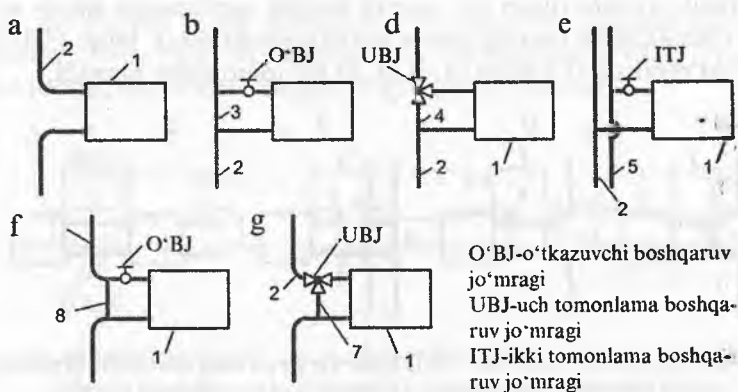 a
2
1
b
O‘BJ
3
2
d
UBJ
4
2
1
e
ITJ
2
5
1
f
O‘BJ
8
1
g
UBJ
2
7
1
O‘BJ-o‘tkazuvchi boshqaruv
jo‘mragi
UBJ-uch tomonlama boshqa-
ruv jo‘mragi
ITJ-ikki tomonlama boshqa-
ruv jo‘mragi